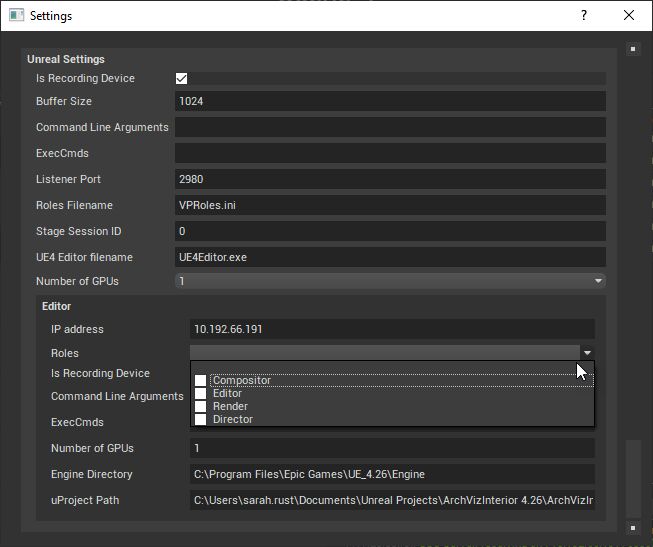 Settings
?
Unreal Settings
Is Recording Device
Buffer Size 1024
Command Line Arguments
ExecCmds
Listener Port 2980
Roles Filename VPRoles.ini
Stage Session ID 0
UE4 Editor filename UE4Editor.exe
Number of GPUs 1
Editor
IP address 10.192.66.191
Roles
Is Recording Device
Compositor
Command Line Arguments Editor
Render
ExecCmds Director
Number of GPUs 1
Engine Directory C:\Program Files\Epic Games\UE_4.26\Engine
uProject Path C:\Users\sarah.rust\Documents\Unreal Projects\ArchVizInterior 4.26\ArchVizIr